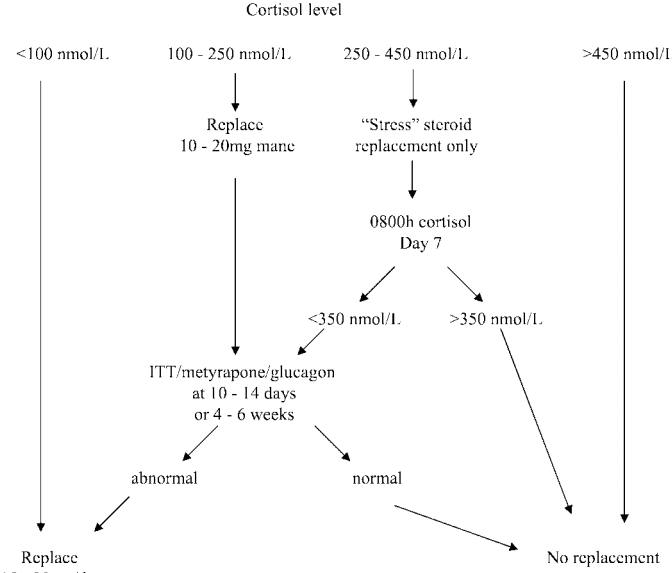 Cortisol level
<100 nmol/L
100 - 250 nmol/L
250 - 450 nmol/L
>450 nmol/L
Replace
10 - 20mg mane
“Stress” steroid
replacement only
0800h cortisol
Day 7
<350 nmol/L
>350 nmol/L
ITT/metyrapone/glucagon
at 10 - 14 days
or 4 - 6 weeks
abnormal
normal
Replace
No replacement